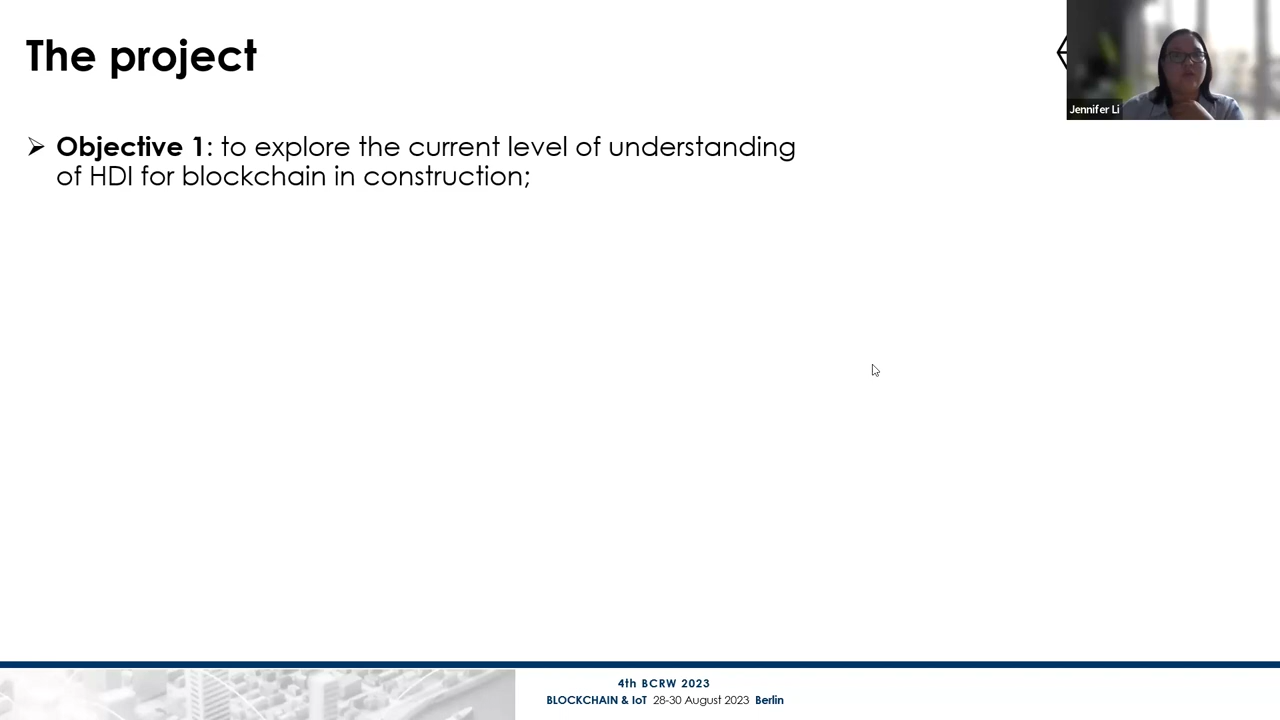 The project
Jennifer Li
➢ Objective 1: to explore the current level of understanding
of HDI for blockchain in construction;
4th BCRW 2023
BLOCKCHAIN & IoT 28-30 August 2023 Berlin